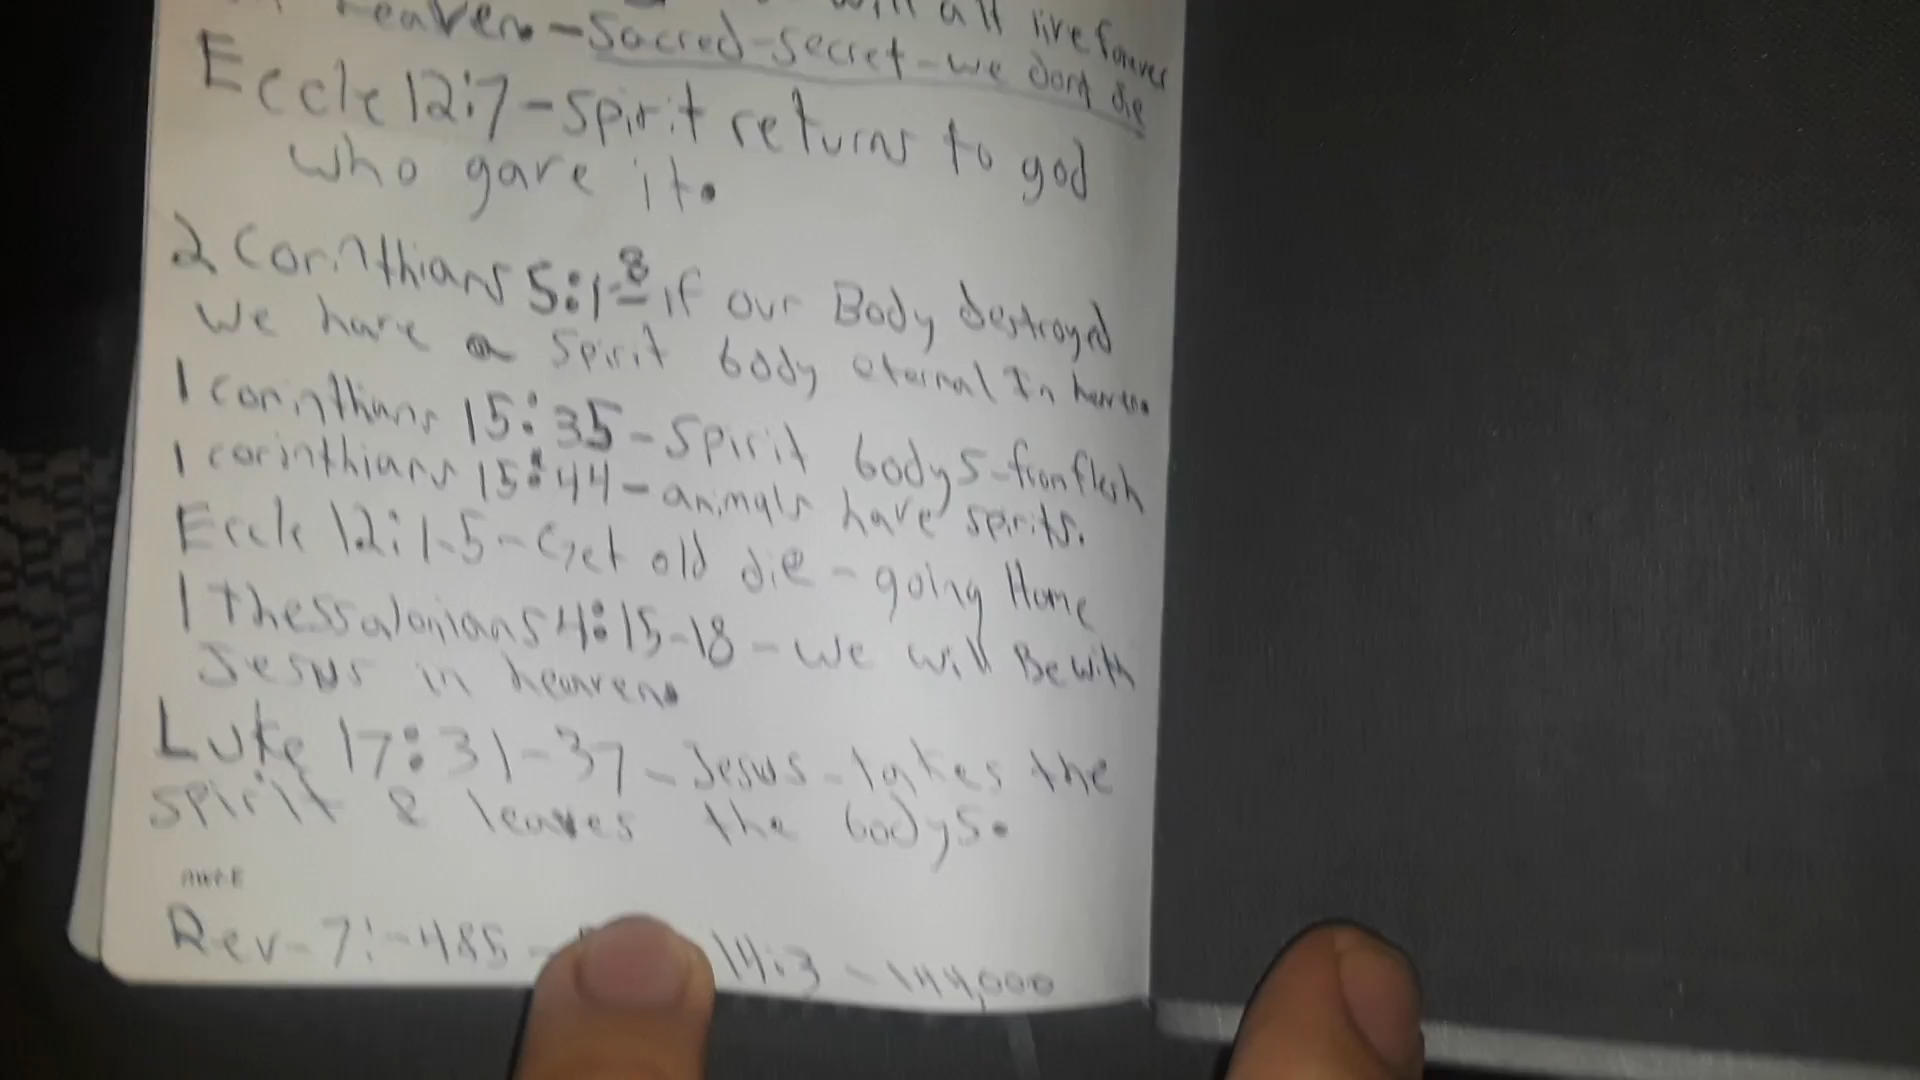 heaven. - Sacred-secret - we dont die
will all live forever
Eccle 12:7 - Spirit returns to god
who gave it.
2 Corinthians 5:1-8 if our Body destroyed
we have a spirit body eternal In heaven.
1 corinthians 15:35 - Spirit bodys - from flesh
1 corinthians 15:44 - animals have spirits.
Eccle 12:1-5 - Get old die - going Home
1 thessalonians 4:15-18 - we will Be with
Jesus in heaven.
Luke 17:31-37 - Jesus - takes the
spirit & leaves the bodys.
Rev - 7: - 4&5 - 14:3 - 144,000